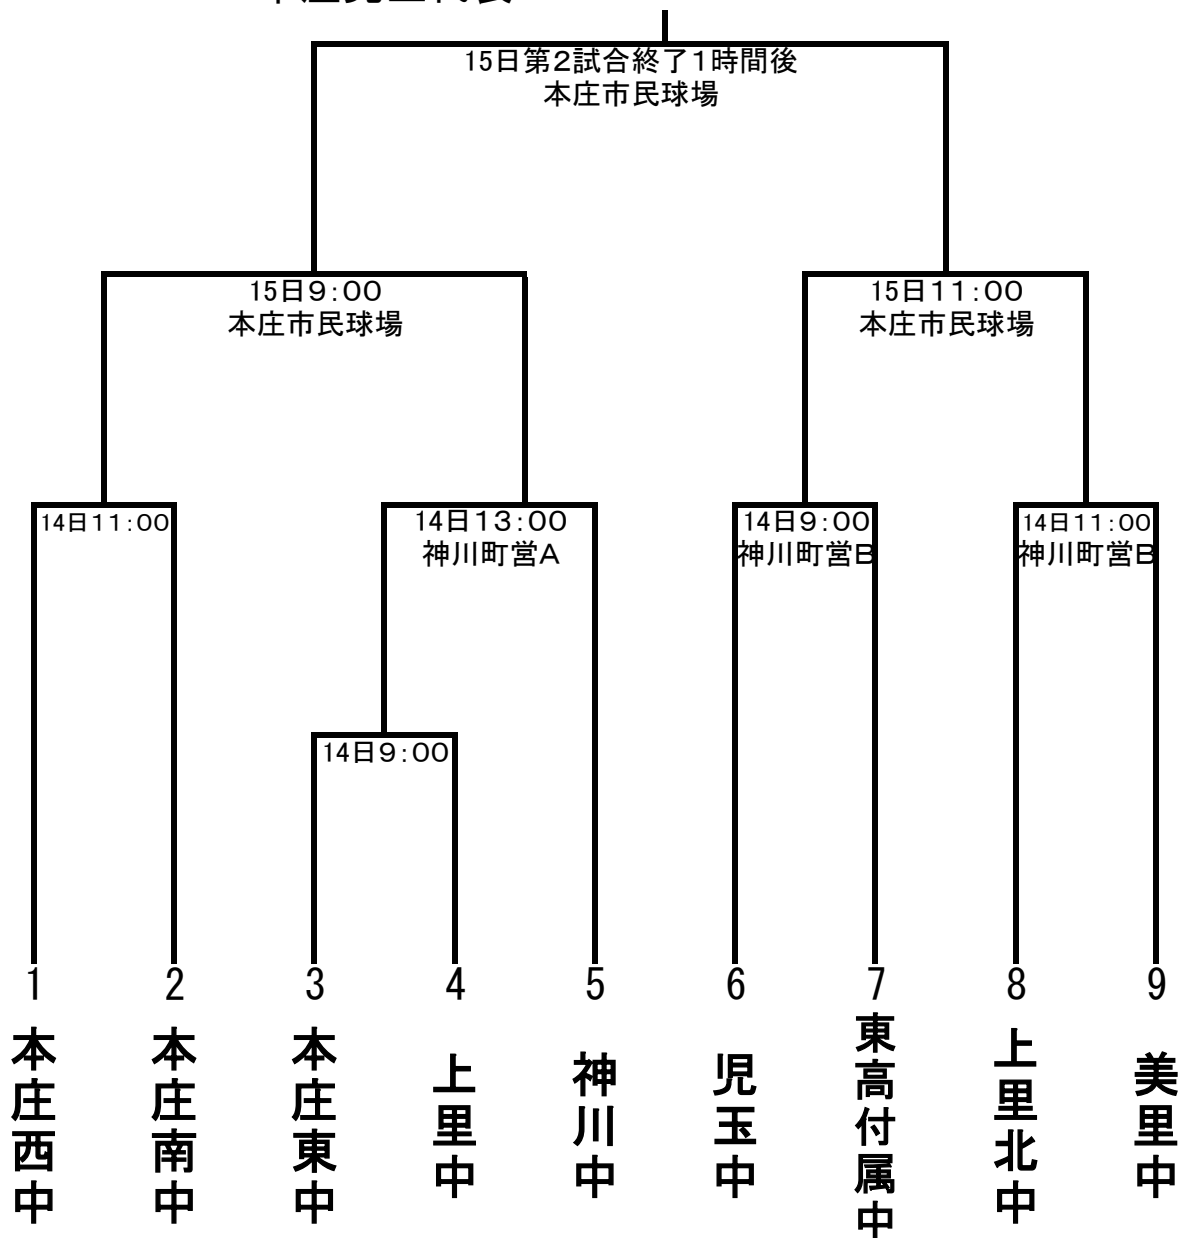 15日第2試合終了1時間後
本庄市民球場
15日9:00
本庄市民球場
15日11:00
本庄市民球場
14日11:00
14日13:00
神川町営A
14日9:00
神川町営B
14日11:00
神川町営B
14日9:00
1
2
3
4
5
6
7
8
9
本庄西中
本庄南中
本庄東中
上里中
神川中
児玉中
東高付属中
上里北中
美里中